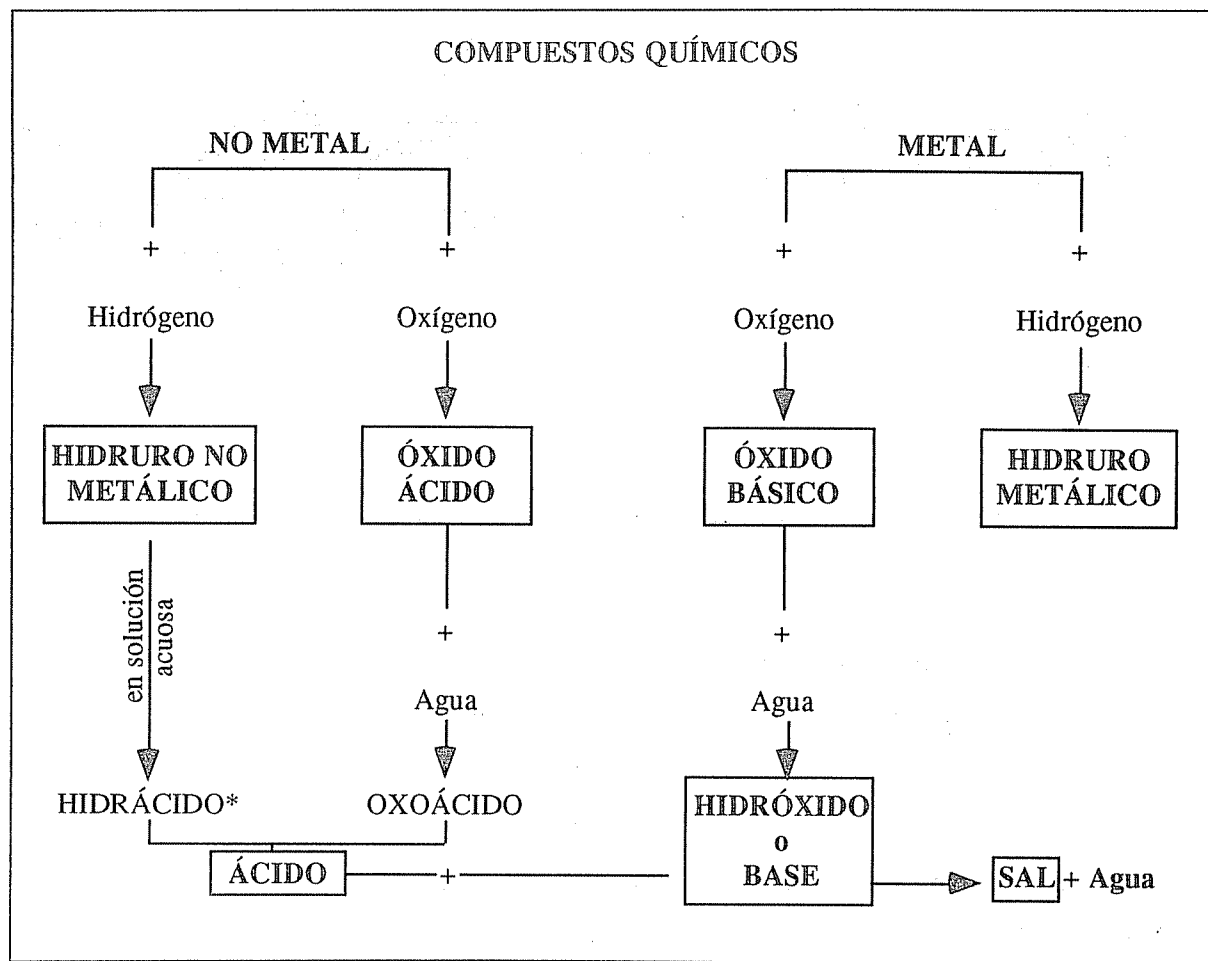 COMPUESTOS QUÍMICOS
NO METAL
METAL
+
+
+
+
Hidrógeno
Oxígeno
Oxígeno
Hidrógeno
HIDRURO NO
METÁLICO
ÓXIDO
ÁCIDO
ÓXIDO
BÁSICO
HIDRURO
METÁLICO
en solución
acuosa
+
+
Agua
Agua
HIDRÁCIDO*
OXOÁCIDO
HIDRÓXIDO
o
BASE
ÁCIDO
+
SAL + Agua